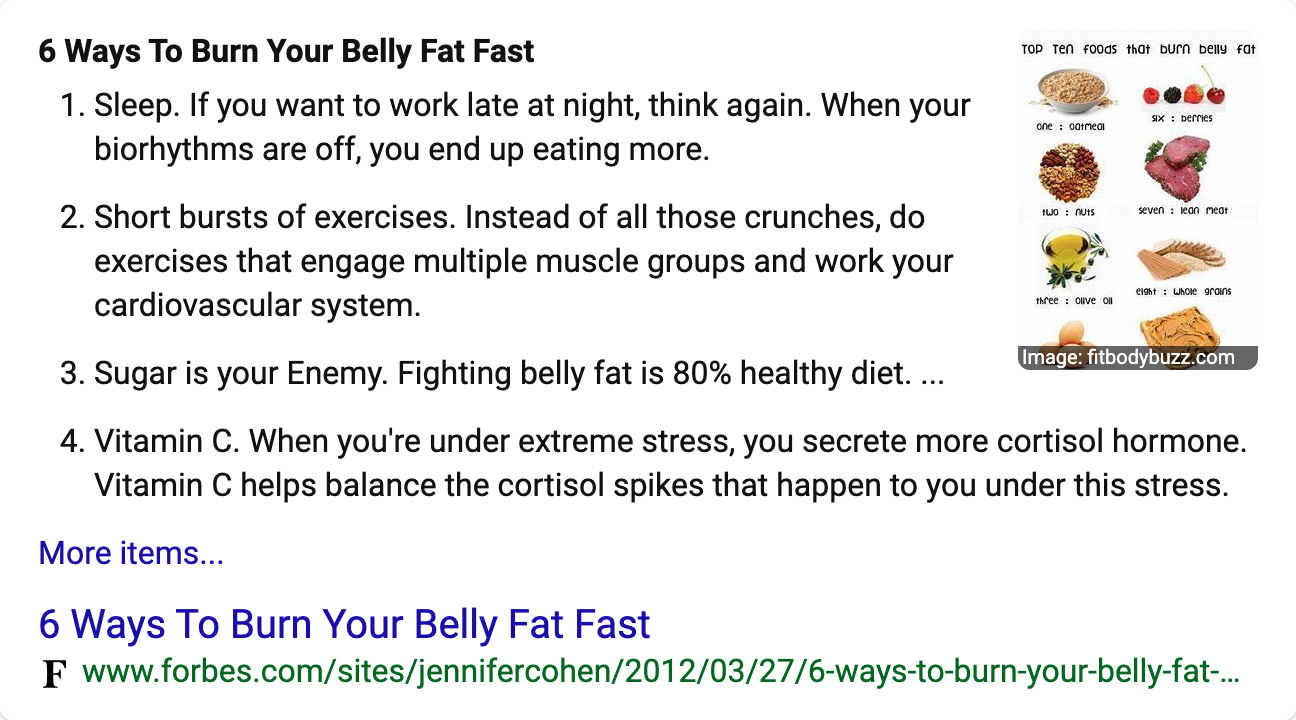 6 Ways To Burn Your Belly Fat Fast
1. Sleep. If you want to work late at night, think again. When your
biorhythms are off, you end up eating more.
2. Short bursts of exercises. Instead of all those crunches, do
exercises that engage multiple muscle groups and work your
cardiovascular system.
3. Sugar is your Enemy. Fighting belly fat is 80% healthy diet. ...
4. Vitamin C. When you're under extreme stress, you secrete more cortisol hormone.
Vitamin C helps balance the cortisol spikes that happen to you under this stress.
More items...
6 Ways To Burn Your Belly Fat Fast
F www.forbes.com/sites/jennifercohen/2012/03/27/6-ways-to-burn-your-belly-fat-...
TOP Ten foods that burn belly fat
one : oatmeal
six : berries
two : nuts
seven : lean meat
three : olive oil
eight : whole grains
Image: fitbodybuzz.com